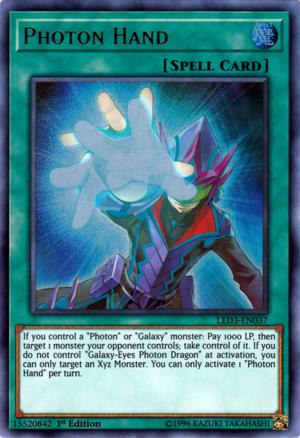 PHOTON HAND
[SPELL CARD]
LED3-EN037
If you control a "Photon" or "Galaxy" monster: Pay 1000 LP, then
target 1 monster your opponent controls; take control of it. If you
do not control "Galaxy-Eyes Photon Dragon" at activation, you
can only target an Xyz Monster. You can only activate 1 "Photon
Hand" per turn.
15520842 1st Edition ©1996 KAZUKI TAKAHASHI